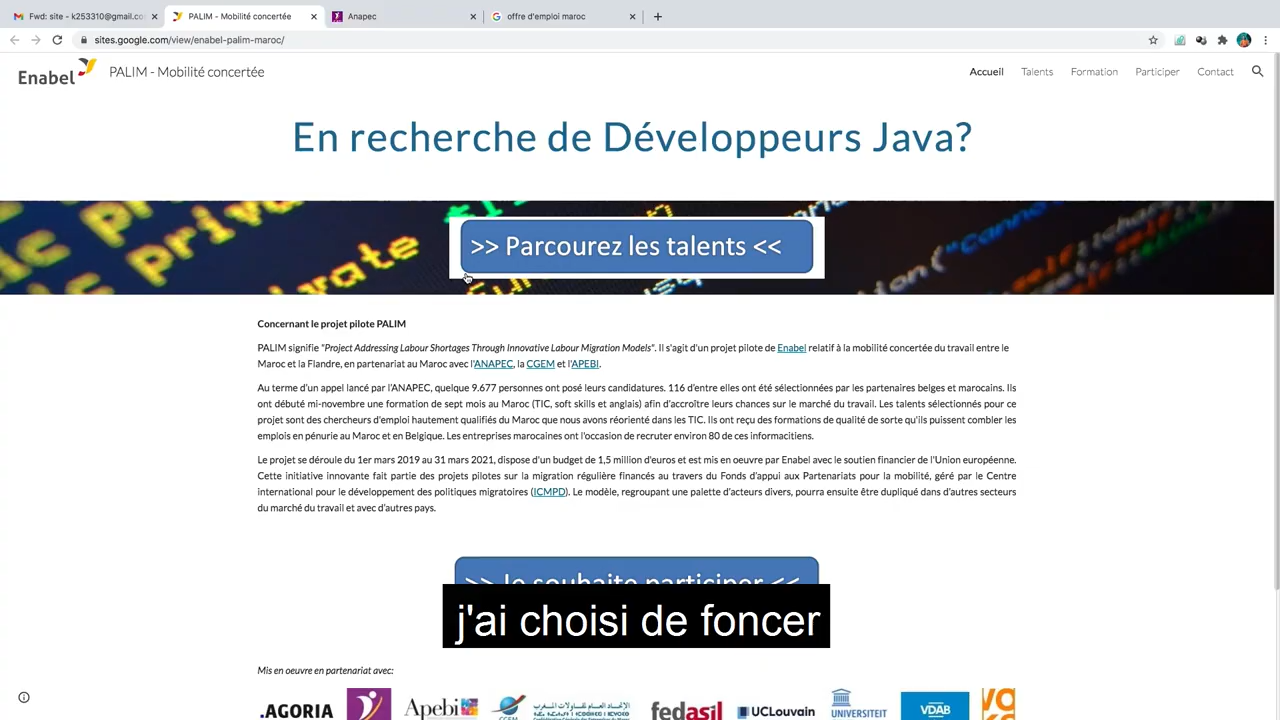 Fwd: site - k253310@gmail.co
PALIM - Mobilité concertée
Anapec
offre d'emploi maroc
sites.google.com/view/enabel-palim-maroc/
Enabel
PALIM - Mobilité concertée
Accueil
Talents
Formation
Participer
Contact
En recherche de Développeurs Java?
>> Parcourez les talents <<
Concernant le projet pilote PALIM
PALIM signifie "Project Addressing Labour Shortages Through Innovative Labour Migration Models". Il s'agit d'un projet pilote de Enabel relatif à la mobilité concertée du travail entre le
Maroc et la Flandre, en partenariat au Maroc avec l'ANAPEC, la CGEM et l'APEBI.
Au terme d'un appel lancé par l'ANAPEC, quelque 9.677 personnes ont posé leurs candidatures. 116 d'entre elles ont été sélectionnées par les partenaires belges et marocains. Ils
ont débuté mi-novembre une formation de sept mois au Maroc (TIC, soft skills et anglais) afin d'accroître leurs chances sur le marché du travail. Les talents sélectionnés pour ce
projet sont des chercheurs d'emploi hautement qualifiés du Maroc que nous avons réorienté dans les TIC. Ils ont reçu des formations de qualité de sorte qu'ils puissent combler les
emplois en pénurie au Maroc et en Belgique. Les entreprises marocaines ont l'occasion de recruter environ 80 de ces informacitiens.
Le projet se déroule du 1er mars 2019 au 31 mars 2021, dispose d'un budget de 1,5 million d'euros et est mis en oeuvre par Enabel avec le soutien financier de l'Union européenne.
Cette initiative innovante fait partie des projets pilotes sur la migration régulière financés au travers du Fonds d'appui aux Partenariats pour la mobilité, géré par le Centre
international pour le développement des politiques migratoires (ICMPD). Le modèle, regroupant une palette d'acteurs divers, pourra ensuite être dupliqué dans d'autres secteurs
du marché du travail et avec d'autres pays.
>> Je souhaite participer <<
j'ai choisi de foncer
Mis en oeuvre en partenariat avec:
.AGORIA
Apebi
CGEM
fedasil
UCLouvain
UNIVERSITEIT
VDAB